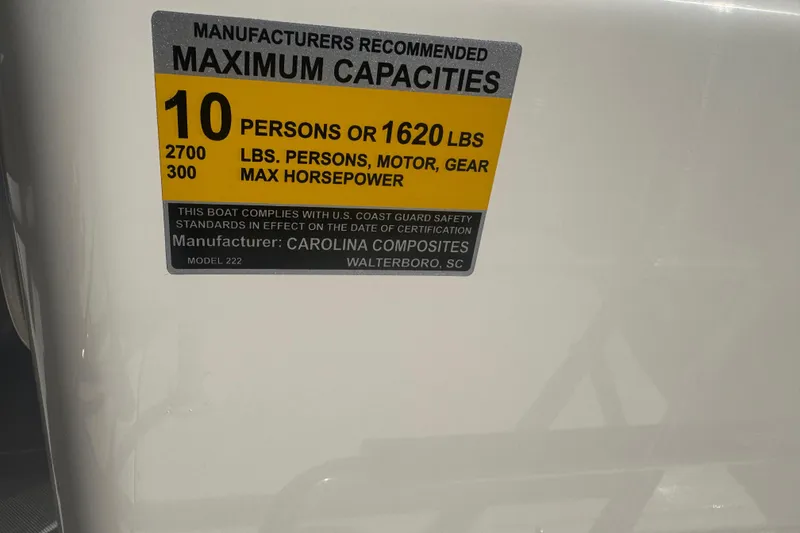 MANUFACTURERS RECOMMENDED
MAXIMUM CAPACITIES
10 PERSONS OR 1620 LBS
2700 LBS. PERSONS, MOTOR, GEAR
300 MAX HORSEPOWER
THIS BOAT COMPLIES WITH U.S. COAST GUARD SAFETY
STANDARDS IN EFFECT ON THE DATE OF CERTIFICATION
Manufacturer: CAROLINA COMPOSITES
MODEL 222 WALTERBORO, SC